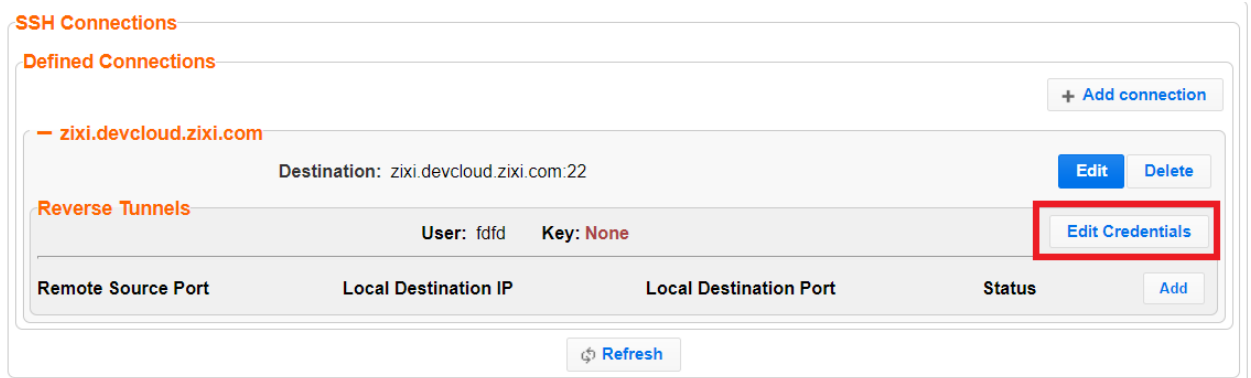 SSH Connections
Defined Connections
+ Add connection
− zixi.devcloud.zixi.com
Destination: zixi.devcloud.zixi.com:22 Edit Delete
Reverse Tunnels
User: fdfd Key: None Edit Credentials
Remote Source Port Local Destination IP Local Destination Port Status Add
Refresh